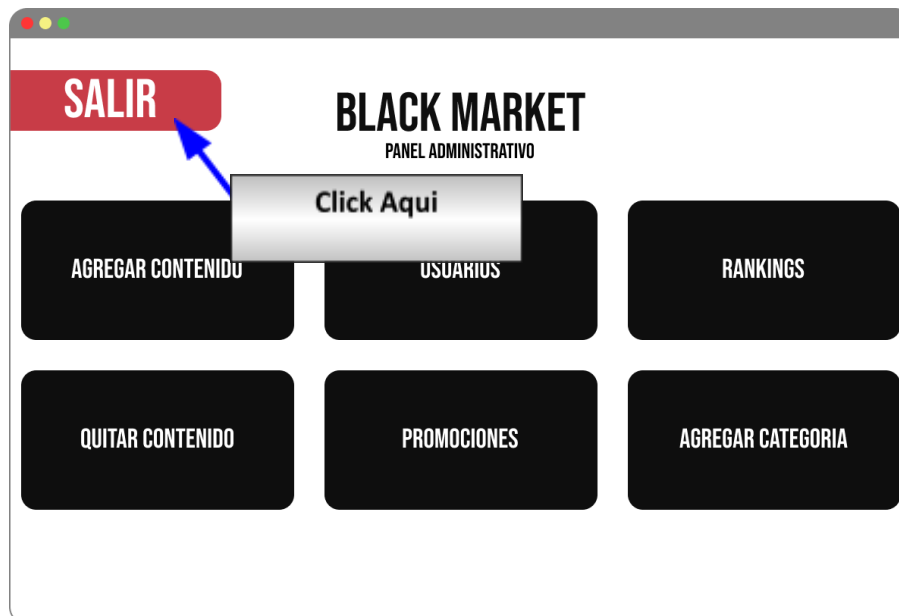 SALIR
BLACK MARKET
PANEL ADMINISTRATIVO
Click Aqui
AGREGAR CONTENIDO
USUARIOS
RANKINGS
QUITAR CONTENIDO
PROMOCIONES
AGREGAR CATEGORIA